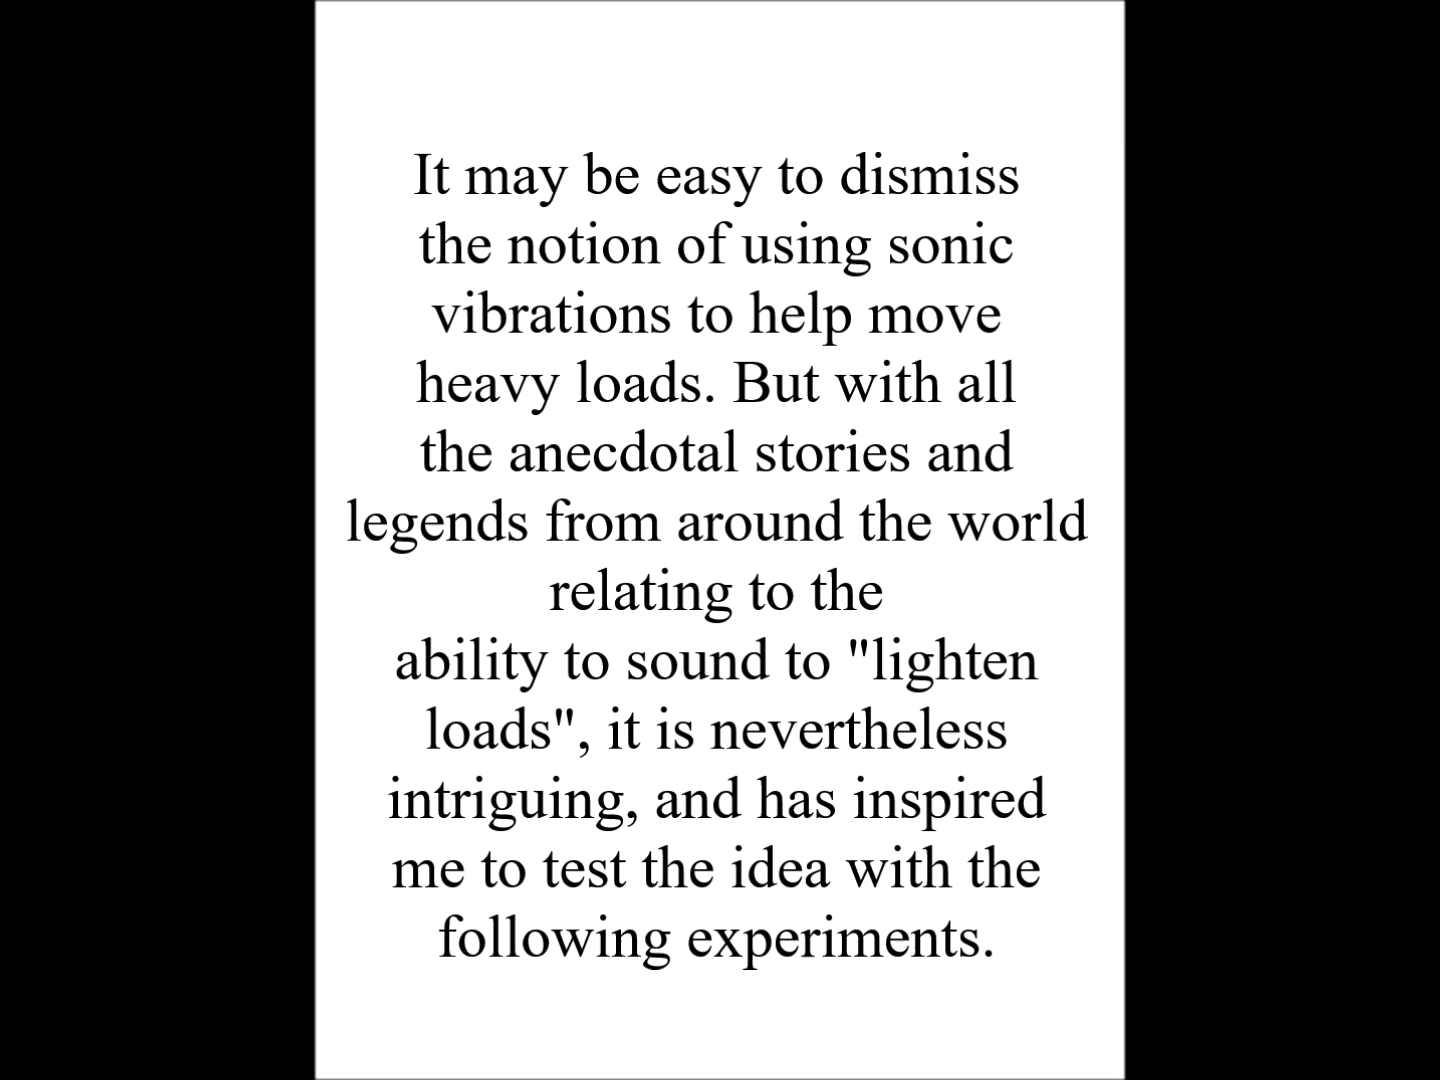 It may be easy to dismiss
the notion of using sonic
vibrations to help move
heavy loads. But with all
the anecdotal stories and
legends from around the world
relating to the
ability to sound to "lighten
loads", it is nevertheless
intriguing, and has inspired
me to test the idea with the
following experiments.